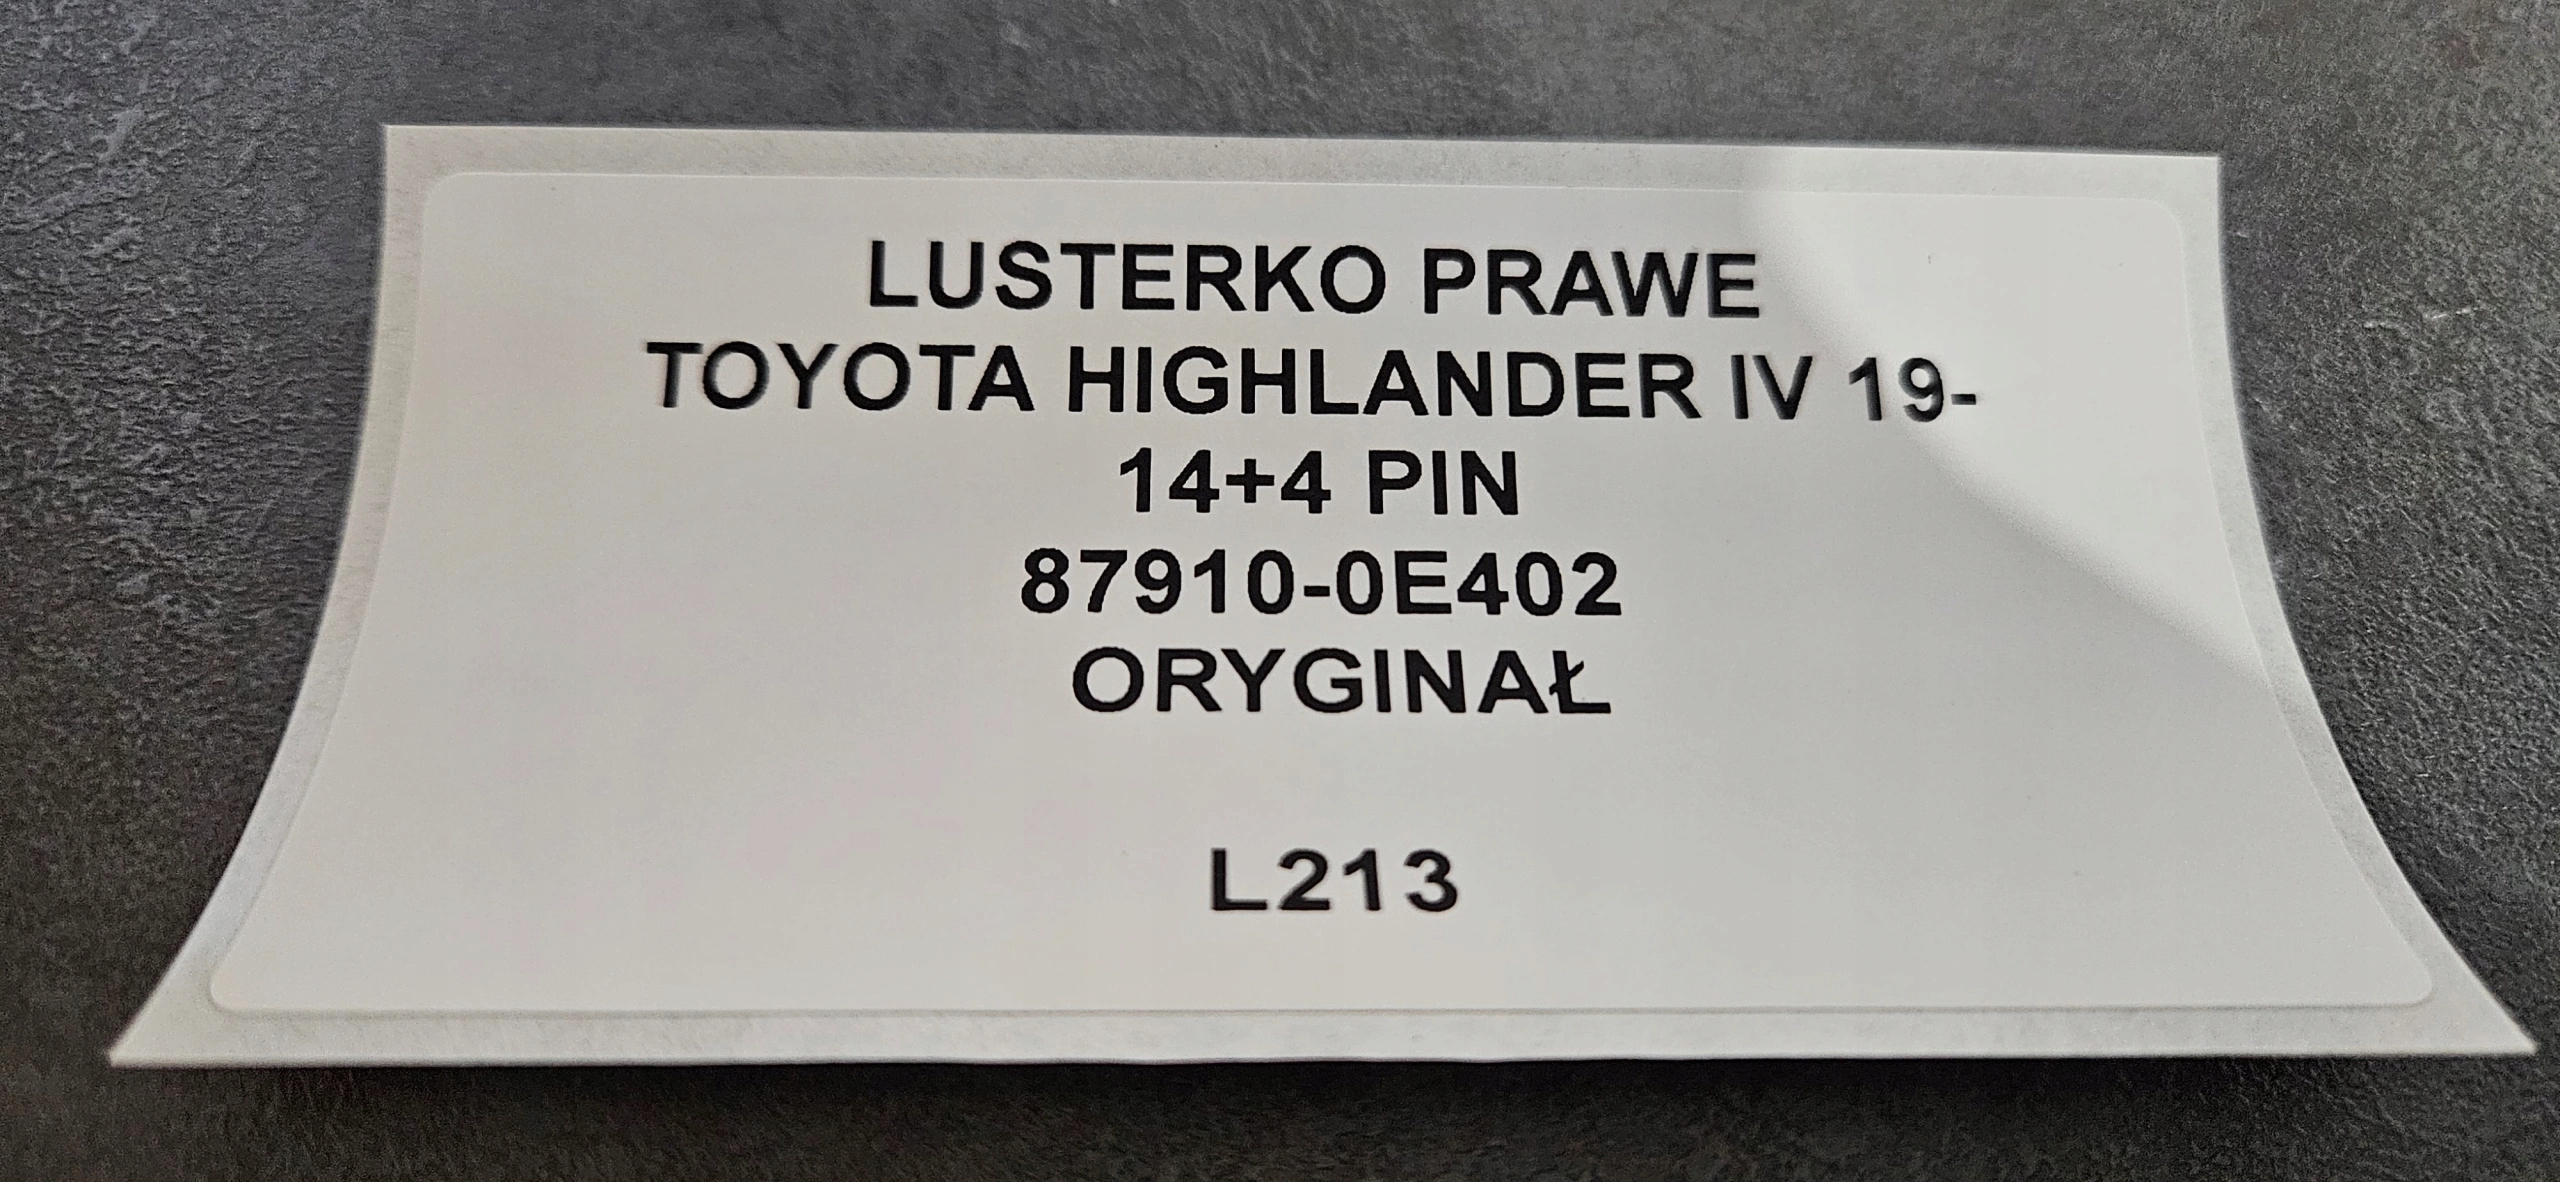 LUSTERKO PRAWE
TOYOTA HIGHLANDER IV 19-
14+4 PIN
87910-0E402
ORYGINAŁ
L213